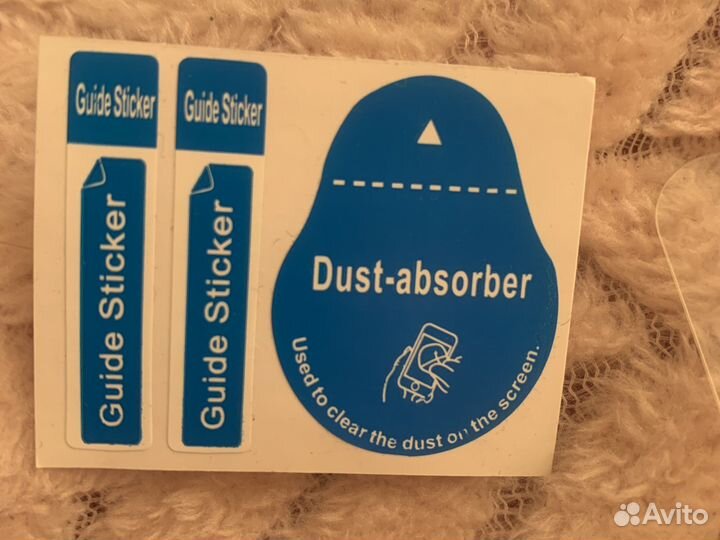 Guide Sticker
Guide Sticker
Guide Sticker
Guide Sticker
Dust-absorber
Used to clear the dust on the screen.
Avito